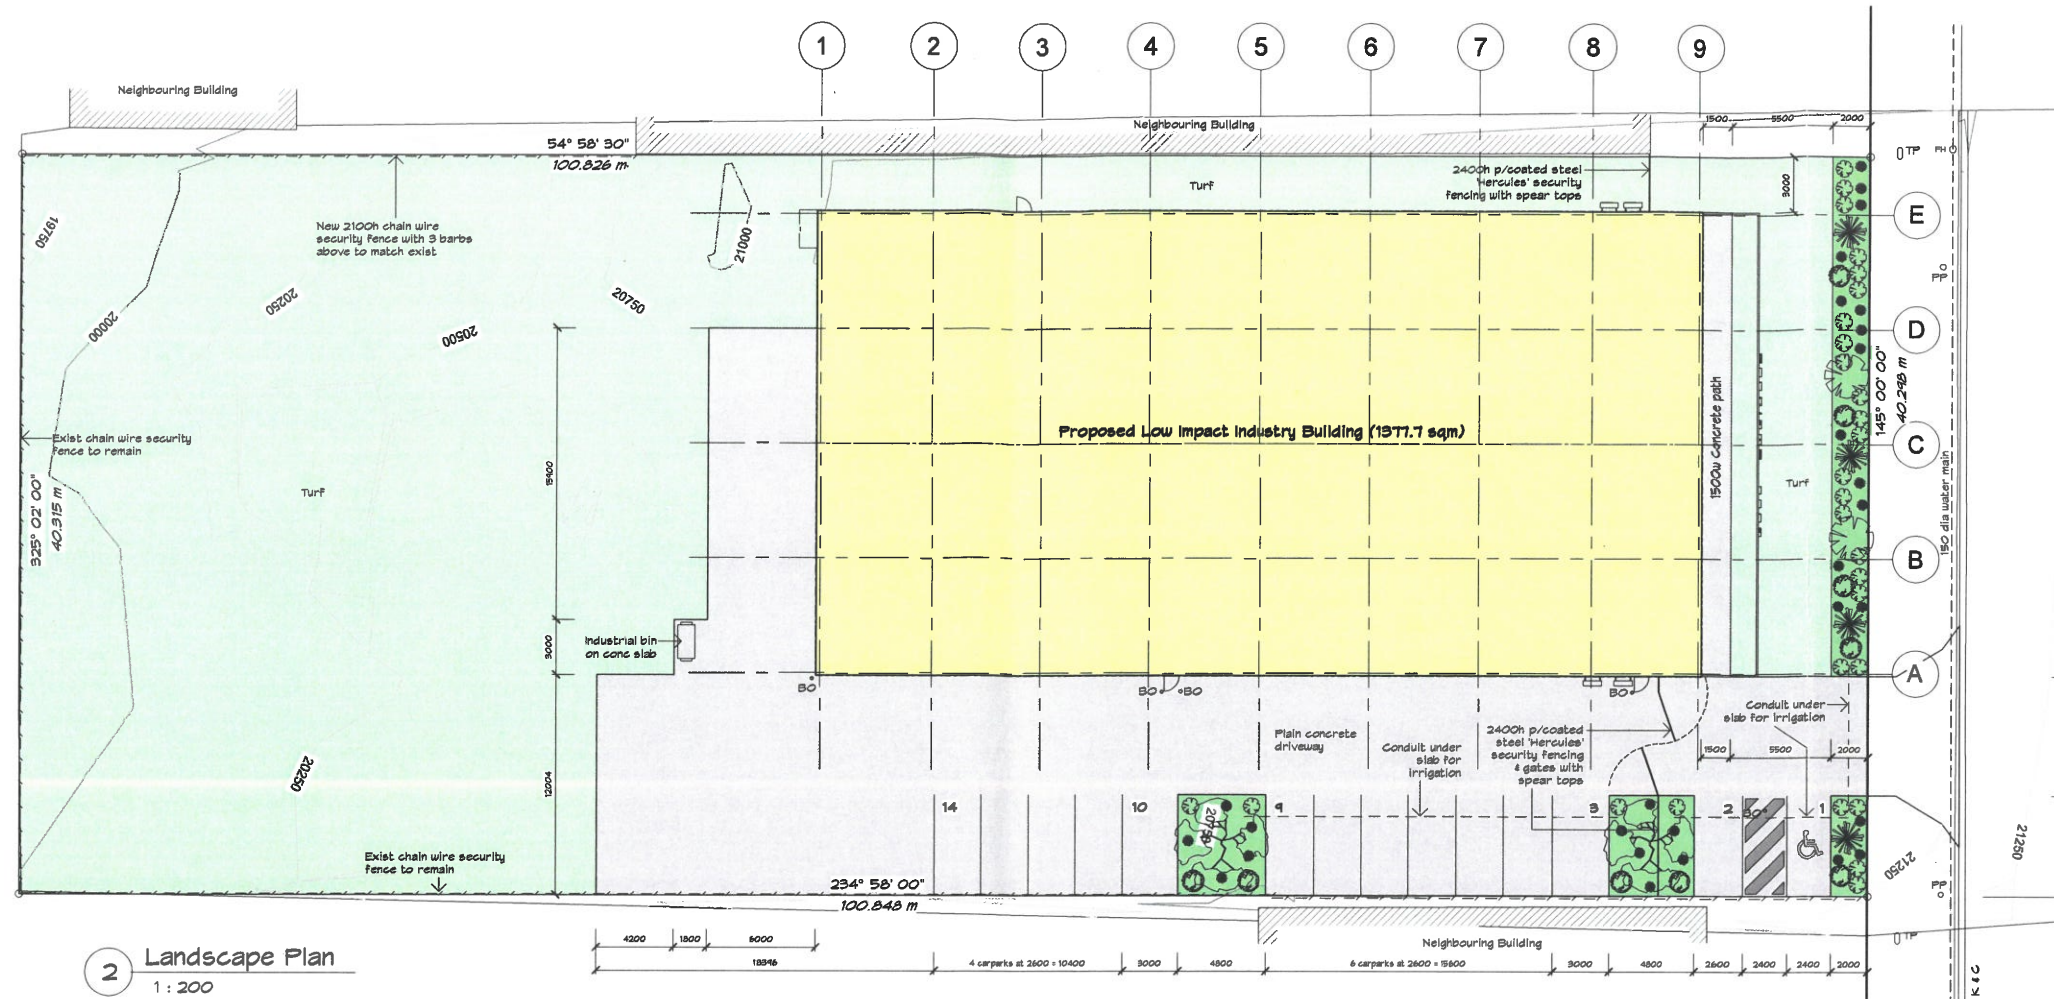 1 2 3 4 5 6 7 8 9
Neighbouring Building
Neighbouring Building
54° 58' 30"
100.826 m
1500 5500 2000
TP
FH
2400h p/coated steel
'Hercules' security
fencing with spear tops
Turf
3000
E
19750
New 2100h chain wire
security fence with 3 barbs
above to match exist
21000
PP
20250
20750
20000
20500
D
145° 00' 00"
40.298 m
Proposed Low Impact Industry Building (1377.7 sqm)
1500w Concrete path
C
Exist chain wire security
fence to remain
15900
Turf
Turf
325° 02' 00"
40.315 m
150 dia water main
B
Industrial bin
on conc slab
3000
A
BO
BO
BO
BO
Conduit under
slab for irrigation
Plain concrete
driveway
Conduit under
slab for
irrigation
2400h p/coated
steel 'Hercules'
security fencing
& gates with
spear tops
1500 5500 2000
20250
12204
14 10 9 3 2 1
20750
21250
21250
Exist chain wire security
fence to remain
234° 58' 00"
100.848 m
PP
TP
Neighbouring Building
4200 1800 6000
18346
4 carparks at 2600 = 10400
3000
4800
6 carparks at 2600 = 15600
3000
4800
2600
2400
2400
2000
K & C
2 Landscape Plan
1 : 200